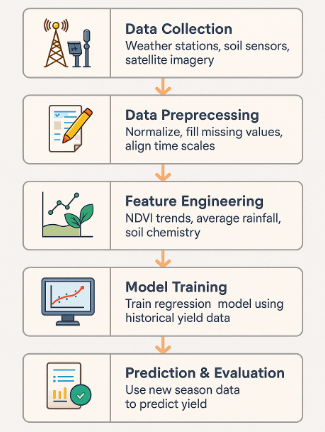 Data Collection
Weather stations, soil sensors,
satellite imagery
Data Preprecessing
Normalize, fill missing values,
align time scales
Feature Engineering
NDVI trends, average rainfall,
soil chemistry
Model Training
Train regression model using
historical yield data
Prediction & Evaluation
Use new season data
to predict yield